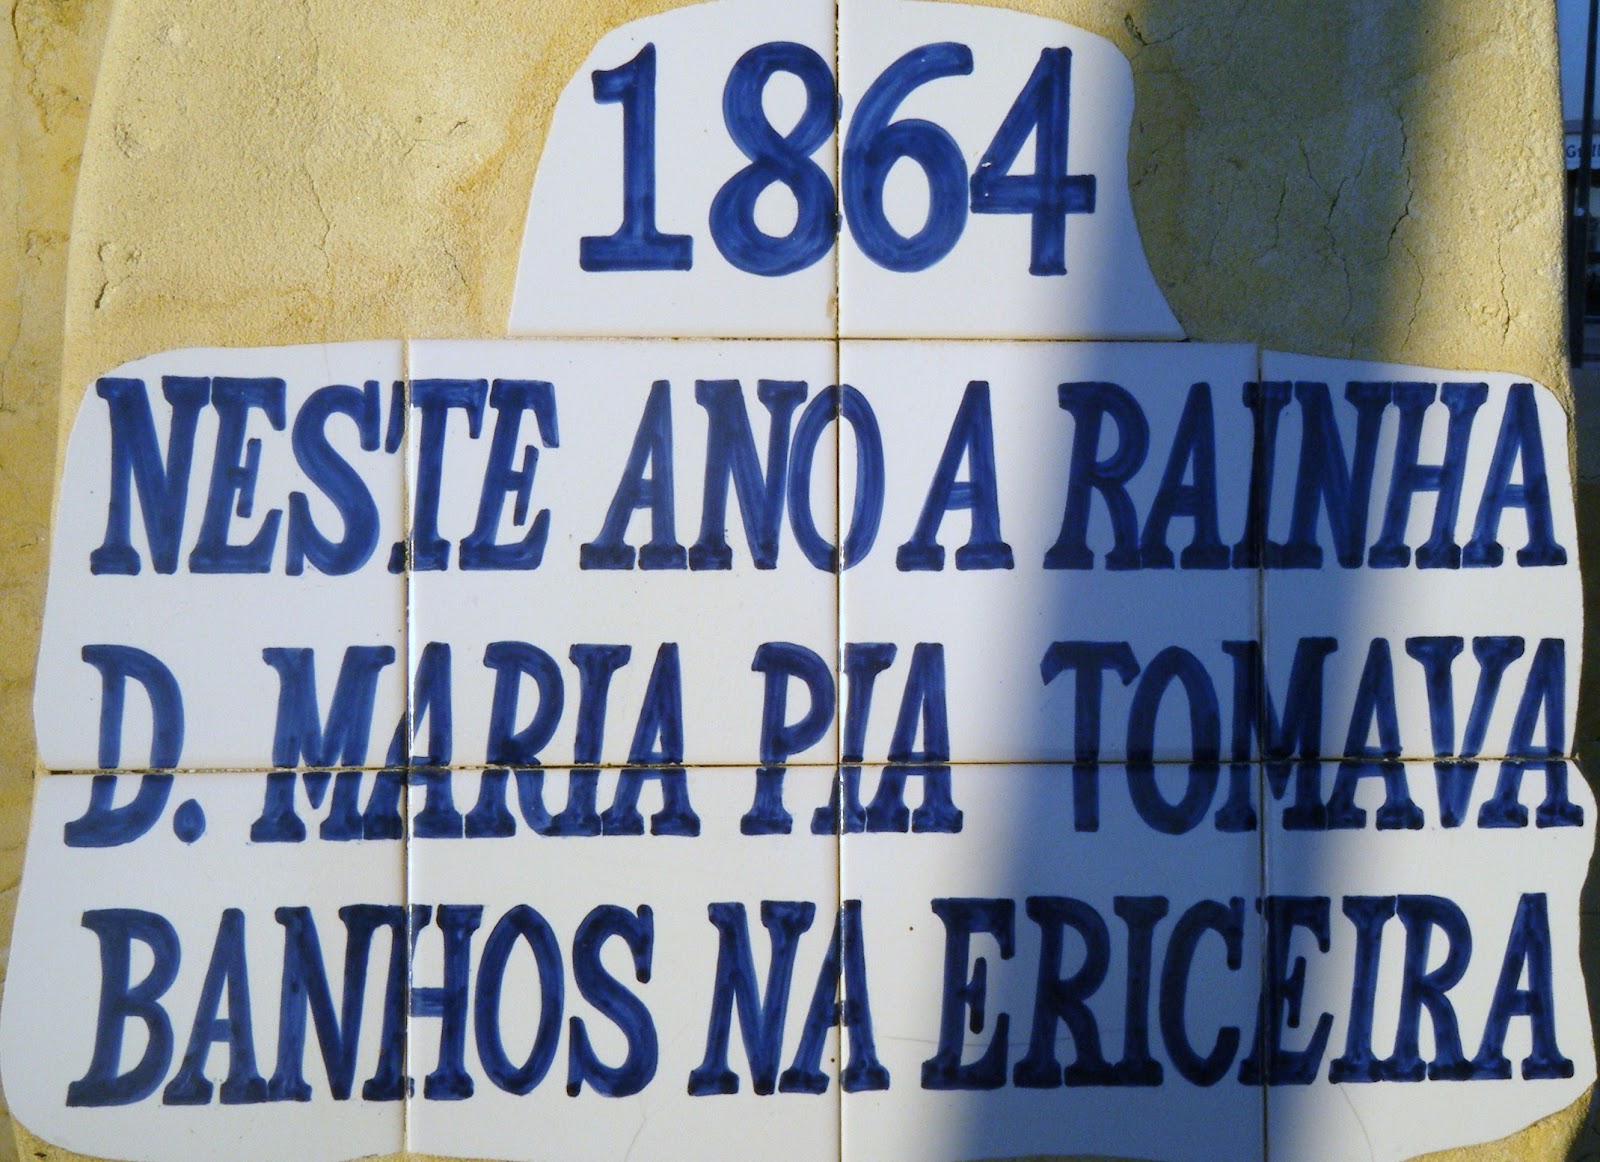 1864
NESTE ANO A RAINHA
D. MARIA PIA TOMAVA
BANHOS NA ERICEIRA